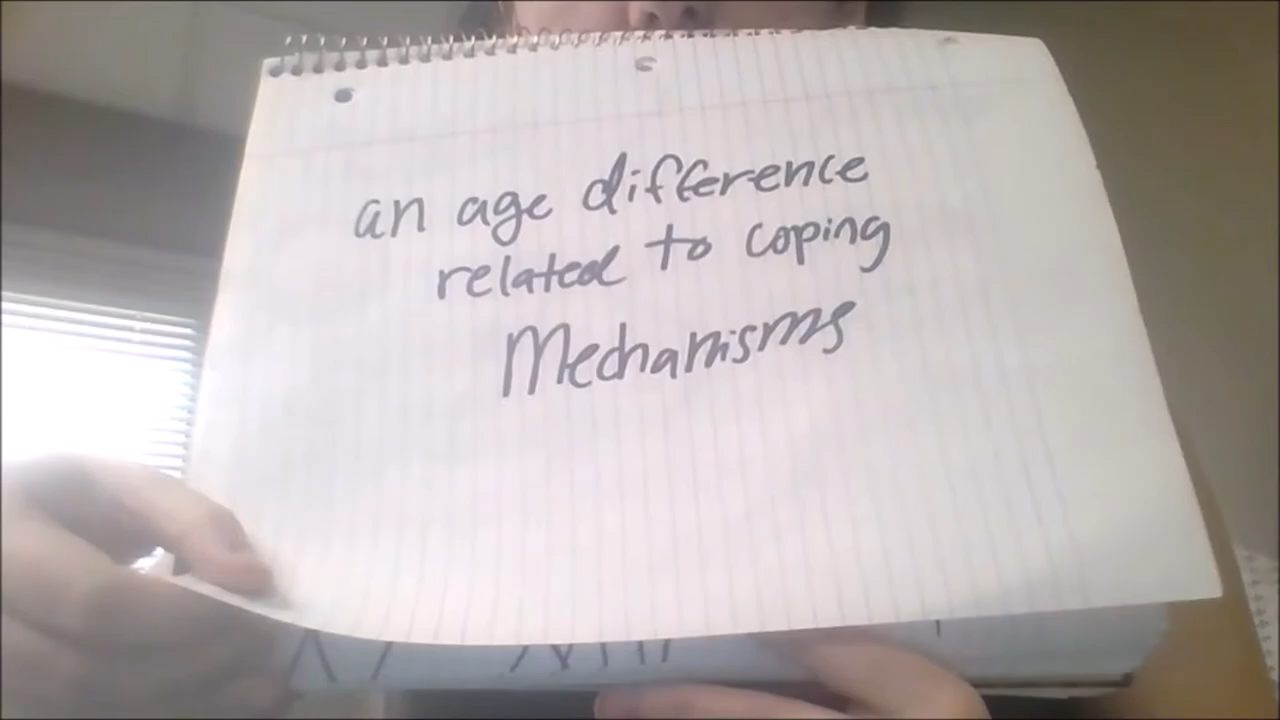 an age difference
related to coping
Mechanisms